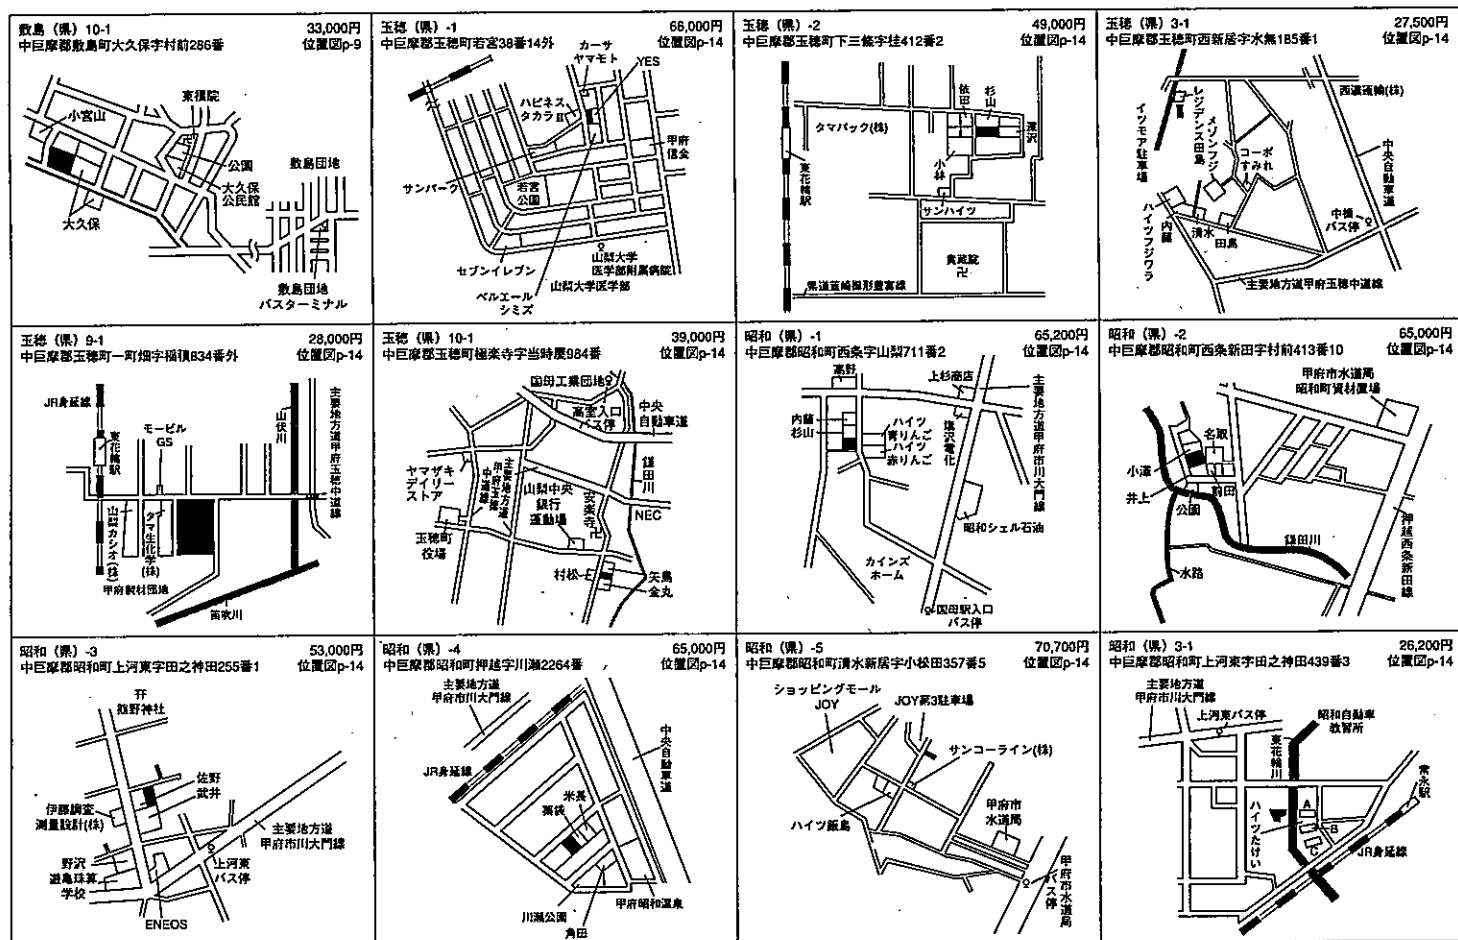 敷島（県）10-1 33,000円
中巨摩郡敷島町大久保字村前286番 位置図p-9
東積院
小宮山
公園
敷島団地
大久保
公民館
大久保
敷島団地
バスターミナル
玉穂（県）-1 66,000円
中巨摩郡玉穂町若宮38番14外 位置図p-14
カーサ
ヤマモト
YES
ハピネス
タカラⅡ
甲府
信金
サンパーク
若宮
公園
山梨大学
医学部附属病院
セブンイレブン
山梨大学医学部
ベルエール
シミズ
玉穂（県）-2 49,000円
中巨摩郡玉穂町下三條字桂412番2 位置図p-14
依田
杉山
深沢
タマパック(株)
小林
東花輪駅
サンハイツ
貴蔵院
県道韮崎櫛形豊富線
玉穂（県）3-1 27,500円
中巨摩郡玉穂町西新居字水無185番1 位置図p-14
西濃運輸(株)
イツモア駐車場
レジデンス田島
メゾンフジ
コーポ
すみれ
中央自動車道
中楯
バス停
ハイツフジワラ
内藤
清水
田島
主要地方道甲府玉穂中道線
玉穂（県）9-1 28,000円
中巨摩郡玉穂町一町畑字稲積834番外 位置図p-14
JR身延線
東花輪駅
モービル
GS
山伏川
主要地方道甲府玉穂中道線
山梨カシオ(株)
タマ生化学(株)
甲府製材団地
笛吹川
玉穂（県）10-1 39,000円
中巨摩郡玉穂町極楽寺字当時屋984番 位置図p-14
国母工業団地
高室入口
バス停
中央
自動車道
鎌田川
ヤマザキ
デイリー
ストア
主要地方道
甲府玉穂
中道線
山梨中央
銀行
運動場
安楽寺
NEC
玉穂町
役場
村松
矢島
金丸
昭和（県）-1 65,200円
中巨摩郡昭和町西条字山梨711番2 位置図p-14
高野
上杉商店
内藤
杉山
ハイツ
青りんご
ハイツ
赤りんご
塩沢電化
主要地方道甲府市川大門線
昭和シェル石油
カインズ
ホーム
国母駅入口
バス停
昭和（県）-2 65,000円
中巨摩郡昭和町西条新田字村前413番10 位置図p-14
甲府市水道局
昭和町資材置場
名取
小澤
井上
前田
公園
鎌田川
水路
押越西条新田線
昭和（県）-3 53,000円
中巨摩郡昭和町上河東字田之神田255番1 位置図p-14
熊野神社
佐野
武井
伊藤調査
測量設計(株)
主要地方道
甲府市川大門線
野沢
遊亀珠算
学校
上河東
バス停
ENEOS
昭和（県）-4 65,000円
中巨摩郡昭和町押越字川瀬2264番 位置図p-14
主要地方道
甲府市川大門線
JR身延線
中央自動車道
米長
薬袋
川瀬公園
角田
甲府昭和温泉
昭和（県）-5 70,700円
中巨摩郡昭和町清水新居字小松田357番5 位置図p-14
ショッピングモール
JOY
JOY第3駐車場
サンコーライン(株)
ハイツ飯島
甲府市
水道局
甲府市水道局
バス停
昭和（県）3-1 26,200円
中巨摩郡昭和町上河東字田之神田439番3 位置図p-14
主要地方道
甲府市川大門線
上河東バス停
昭和自動車
教習所
東花輪川
常永駅
ハイツたけい
A
B
C
JR身延線